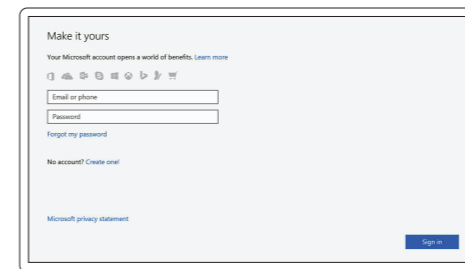 Make it yours
Your Microsoft account opens a world of benefits. Learn more
Email or phone
Password
Forgot my password
No account? Create one!
Microsoft privacy statement
Sign in